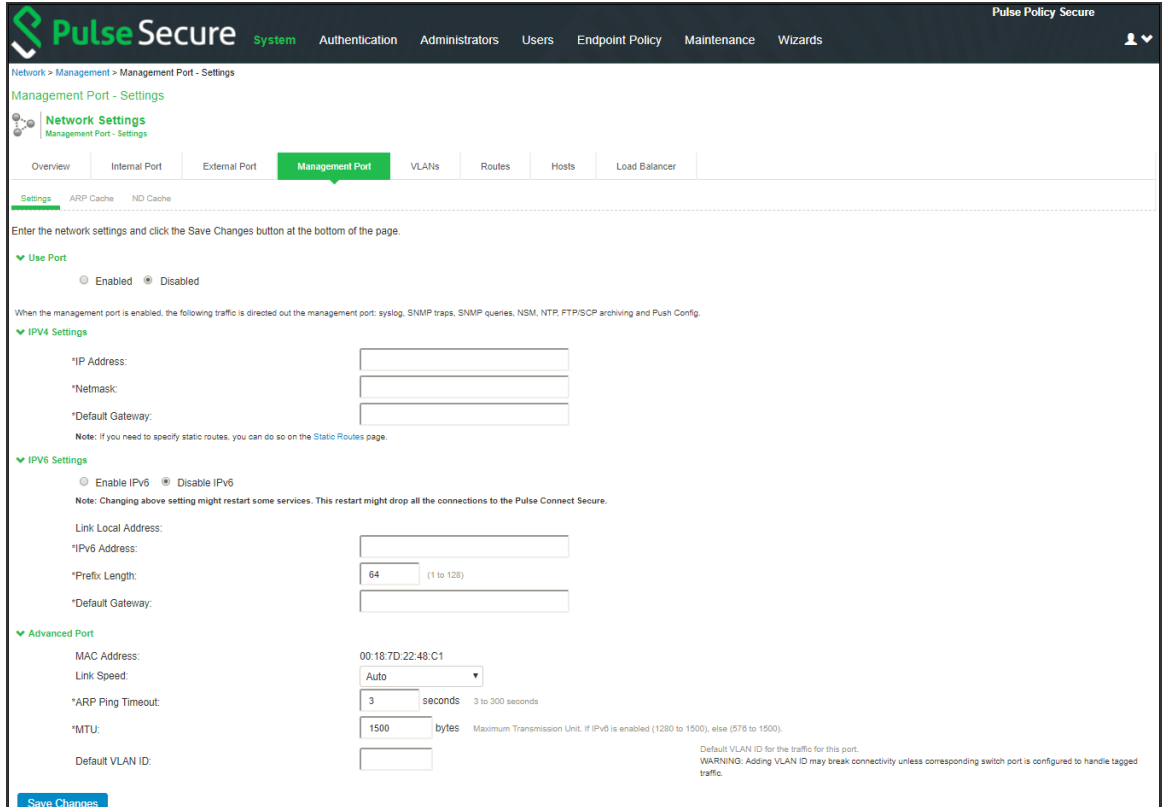 Pulse Policy Secure
Pulse Secure
System Authentication Administrators Users Endpoint Policy Maintenance Wizards
Network > Management > Management Port - Settings
Management Port - Settings
Network Settings
Management Port - Settings
Overview Internal Port External Port Management Port VLANs Routes Hosts Load Balancer
Settings ARP Cache ND Cache
Enter the network settings and click the Save Changes button at the bottom of the page.
Use Port
Enabled Disabled
When the management port is enabled, the following traffic is directed out the management port: syslog, SNMP traps, SNMP queries, NSM, NTP, FTP/SCP archiving and Push Config.
IPV4 Settings
*IP Address:
*Netmask:
*Default Gateway:
Note: If you need to specify static routes, you can do so on the Static Routes page.
IPV6 Settings
Enable IPv6 Disable IPv6
Note: Changing above setting might restart some services. This restart might drop all the connections to the Pulse Connect Secure.
Link Local Address:
*IPv6 Address:
*Prefix Length: 64 (1 to 128)
*Default Gateway:
Advanced Port
MAC Address: 00:18:7D:22:48:C1
Link Speed: Auto
*ARP Ping Timeout: 3 seconds 3 to 300 seconds
*MTU: 1500 bytes Maximum Transmission Unit. If IPv6 is enabled (1280 to 1500), else (576 to 1500).
Default VLAN ID: Default VLAN ID for the traffic for this port.
WARNING: Adding VLAN ID may break connectivity unless corresponding switch port is configured to handle tagged
traffic.
Save Changes